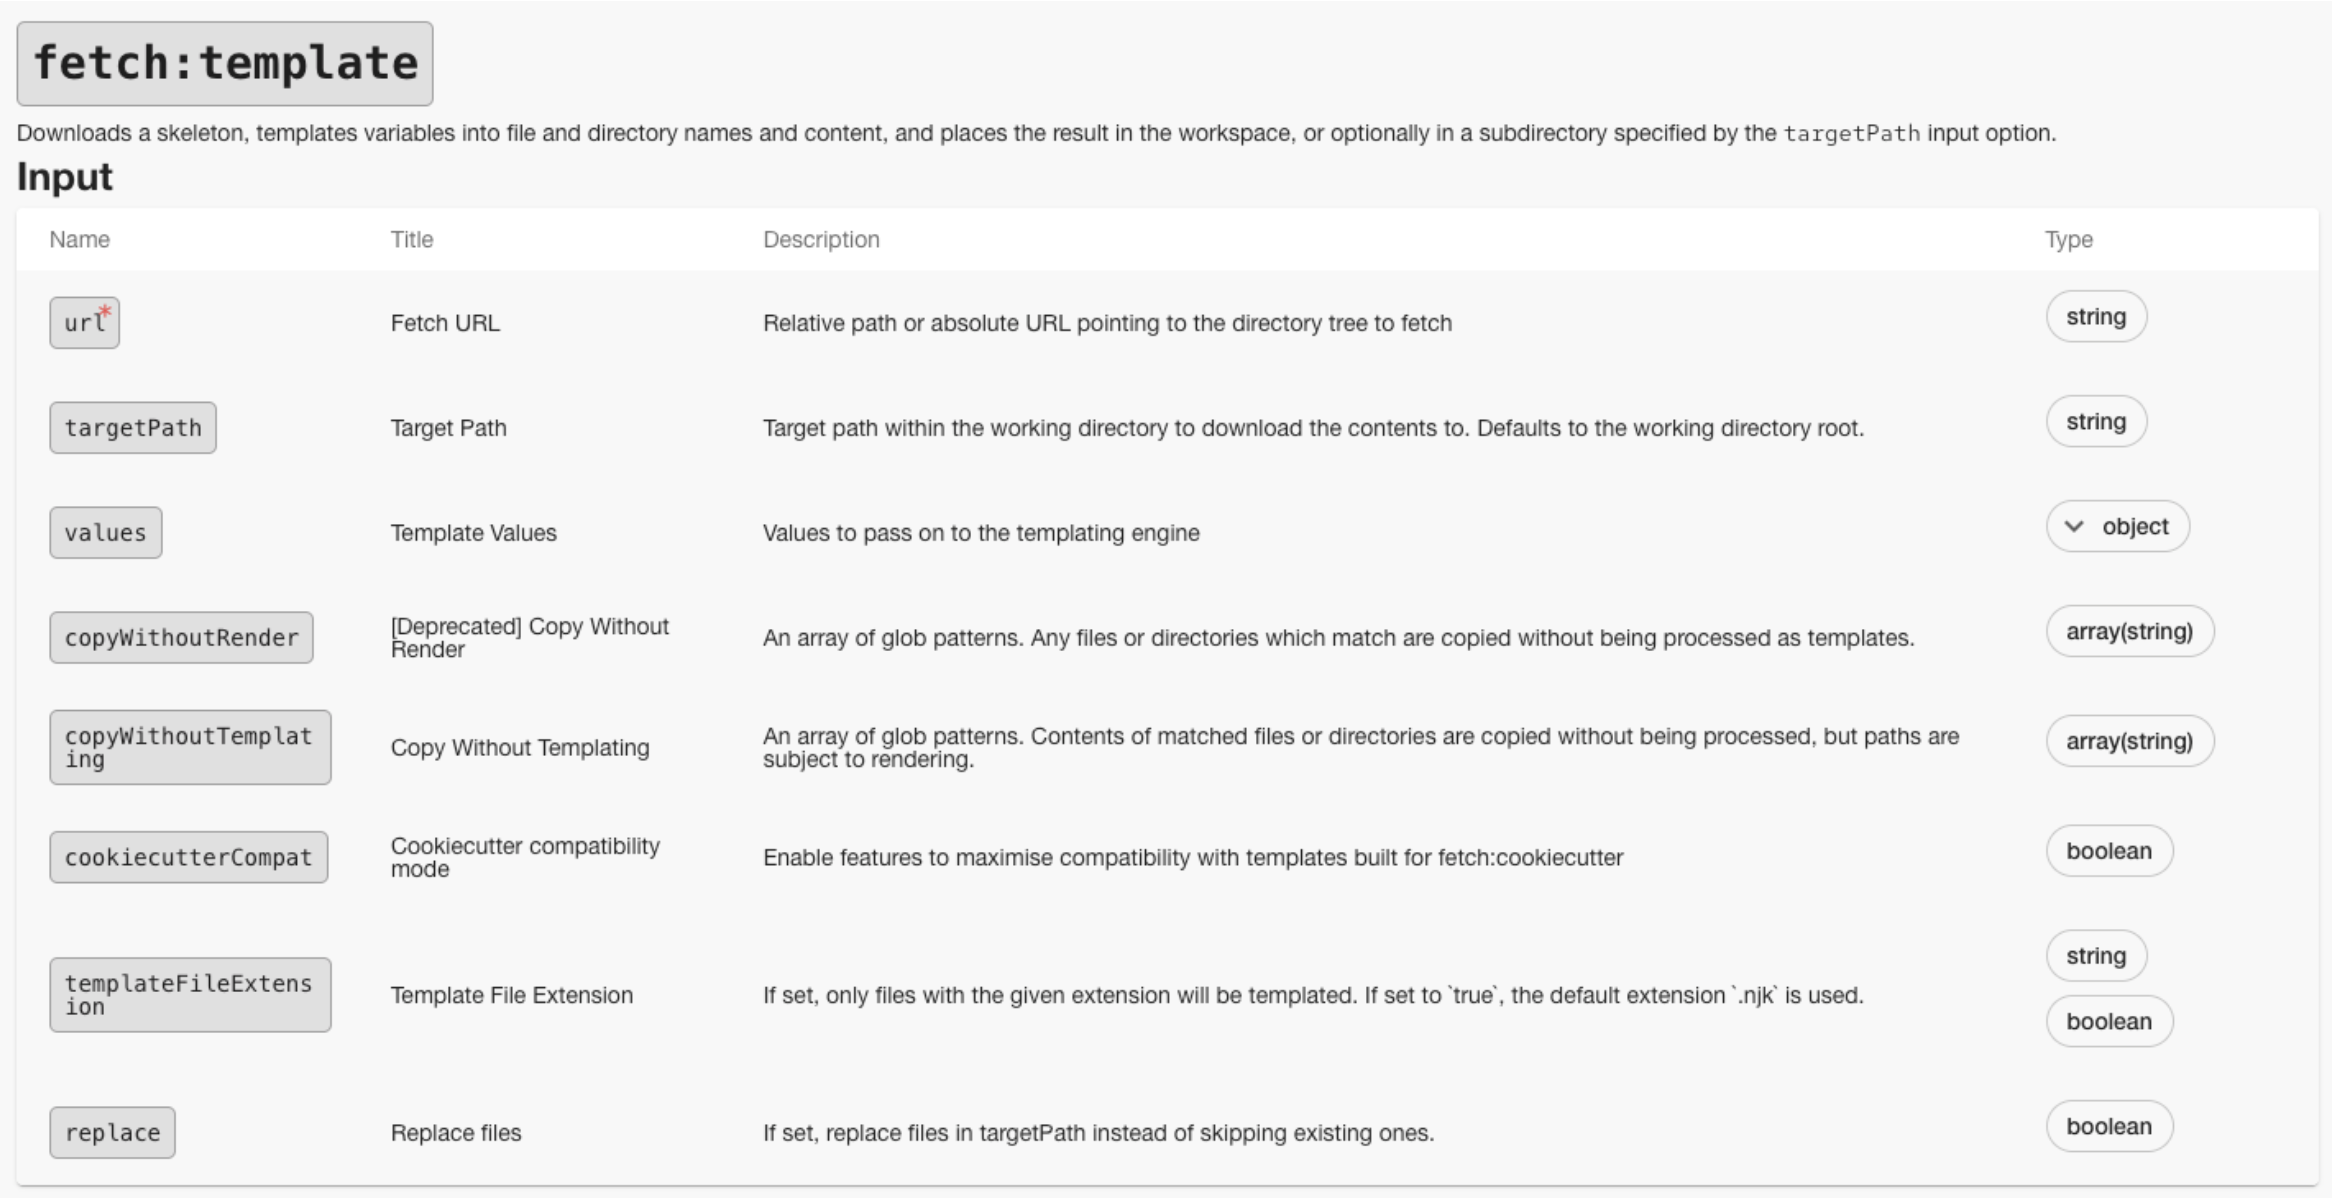 fetch:template
Downloads a skeleton, templates variables into file and directory names and content, and places the result in the workspace, or optionally in a subdirectory specified by the targetPath input option.
Input
Name Title Description Type
url* Fetch URL Relative path or absolute URL pointing to the directory tree to fetch string
targetPath Target Path Target path within the working directory to download the contents to. Defaults to the working directory root. string
values Template Values Values to pass on to the templating engine object
copyWithoutRender [Deprecated] Copy Without
Render An array of glob patterns. Any files or directories which match are copied without being processed as templates. array(string)
copyWithoutTemplat
ing Copy Without Templating An array of glob patterns. Contents of matched files or directories are copied without being processed, but paths are
subject to rendering. array(string)
cookiecutterCompat Cookiecutter compatibility
mode Enable features to maximise compatibility with templates built for fetch:cookiecutter boolean
templateFileExtens
ion Template File Extension If set, only files with the given extension will be templated. If set to `true`, the default extension `.njk` is used. string
boolean
replace Replace files If set, replace files in targetPath instead of skipping existing ones. boolean